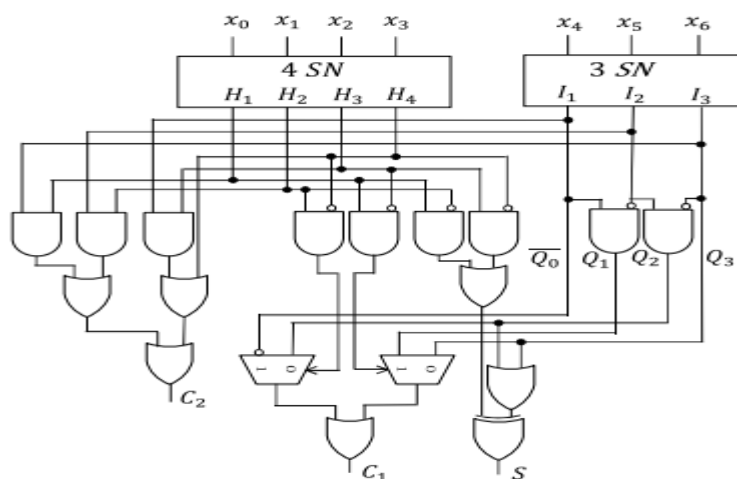 x₀ x₁ x₂ x₃ x₄ x₅ x₆
4 SN 3 SN
H₁ H₂ H₃ H₄ I₁ I₂ I₃
Q̅₀ Q₁ Q₂ Q₃
1 0 1 0
C₂
C₁ S